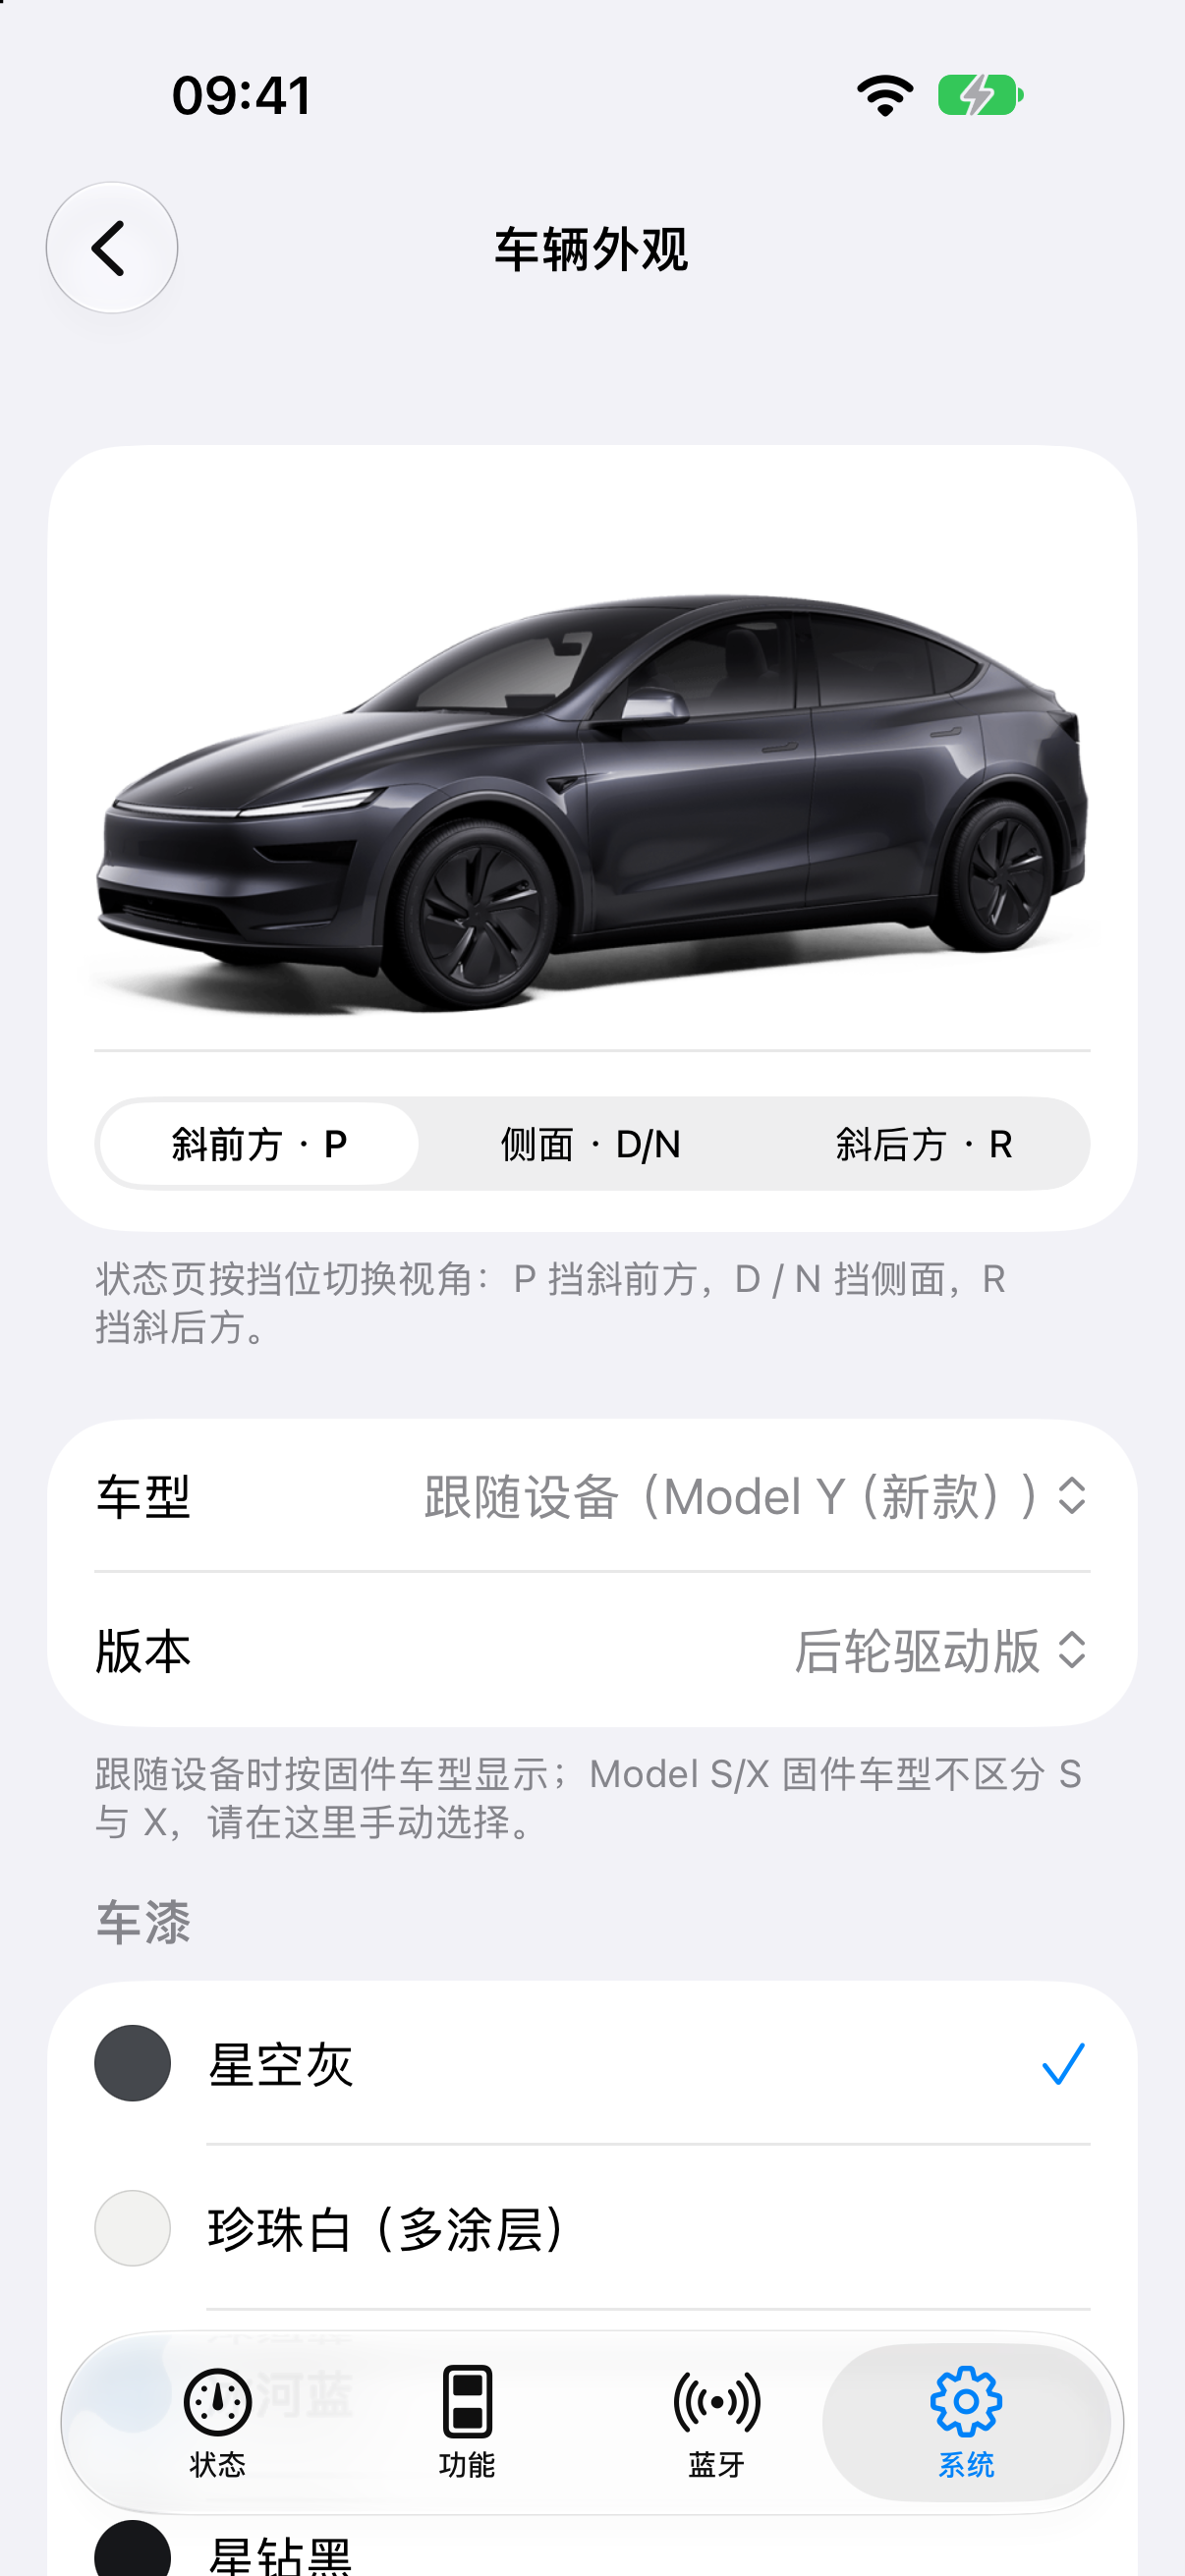 09:41
车辆外观
斜前方 · P
侧面 · D/N
斜后方 · R
状态页按挡位切换视角：P 挡斜前方，D / N 挡侧面，R
挡斜后方。
车型
跟随设备（Model Y（新款））
版本
后轮驱动版
跟随设备时按固件车型显示；Model S/X 固件车型不区分 S
与 X，请在这里手动选择。
车漆
星空灰
珍珠白（多涂层）
河蓝
状态
功能
蓝牙
系统
星钻黑